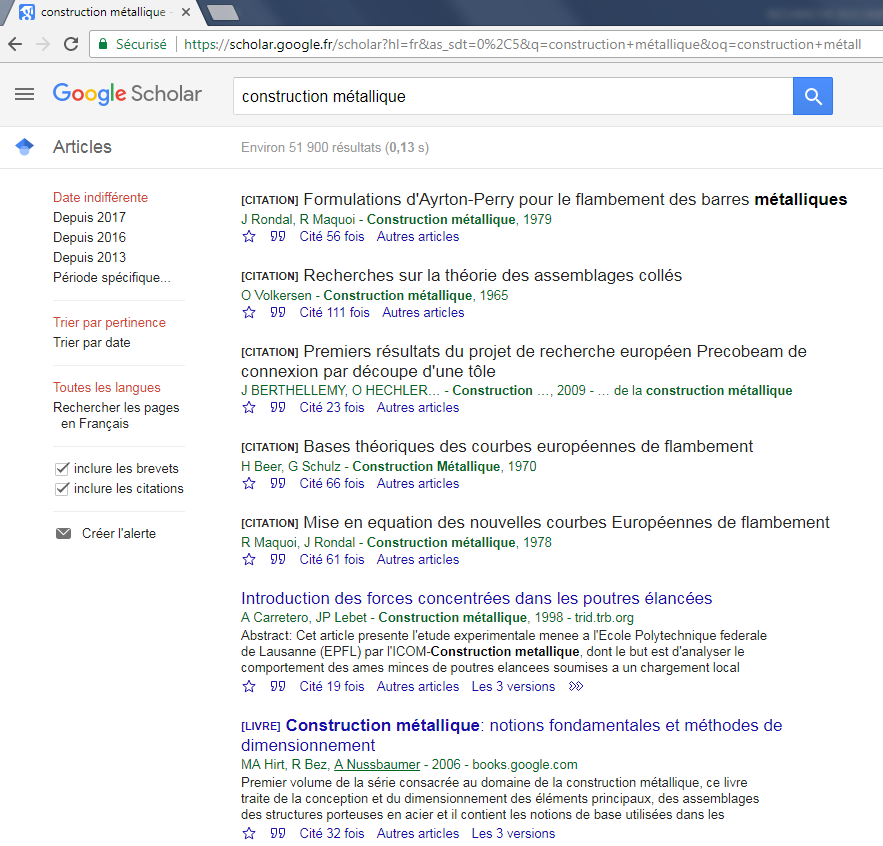 construction métallique -
Sécurisé
https://scholar.google.fr/scholar?hl=fr&as_sdt=0%2C5&q=construction+métallique&oq=construction+métall
Google Scholar
construction métallique
Articles
Environ 51 900 résultats (0,13 s)
Date indifférente
Depuis 2017
Depuis 2016
Depuis 2013
Période spécifique...
Trier par pertinence
Trier par date
Toutes les langues
Rechercher les pages
en Français
inclure les brevets
inclure les citations
Créer l'alerte
[CITATION] Formulations d'Ayrton-Perry pour le flambement des barres métalliques
J Rondal, R Maquoi - Construction métallique, 1979
Cité 56 fois Autres articles
[CITATION] Recherches sur la théorie des assemblages collés
O Volkersen - Construction métallique, 1965
Cité 111 fois Autres articles
[CITATION] Premiers résultats du projet de recherche européen Precobeam de
connexion par découpe d'une tôle
J BERTHELLEMY, O HECHLER… - Construction …, 2009 - … de la construction métallique
Cité 23 fois Autres articles
[CITATION] Bases théoriques des courbes européennes de flambement
H Beer, G Schulz - Construction Métallique, 1970
Cité 66 fois Autres articles
[CITATION] Mise en equation des nouvelles courbes Européennes de flambement
R Maquoi, J Rondal - Construction métallique, 1978
Cité 61 fois Autres articles
Introduction des forces concentrées dans les poutres élancées
A Carretero, JP Lebet - Construction métallique, 1998 - trid.trb.org
Abstract: Cet article presente l'etude experimentale menee a l'Ecole Polytechnique federale
de Lausanne (EPFL) par l'ICOM-Construction metallique, dont le but est d'analyser le
comportement des ames minces de poutres elancees soumises a un chargement local
Cité 19 fois Autres articles Les 3 versions
[LIVRE] Construction métallique: notions fondamentales et méthodes de
dimensionnement
MA Hirt, R Bez, A Nussbaumer - 2006 - books.google.com
Premier volume de la série consacrée au domaine de la construction métallique, ce livre
traite de la conception et du dimensionnement des éléments principaux, des assemblages
des structures porteuses en acier et il contient les notions de base utilisées dans les
Cité 32 fois Autres articles Les 3 versions